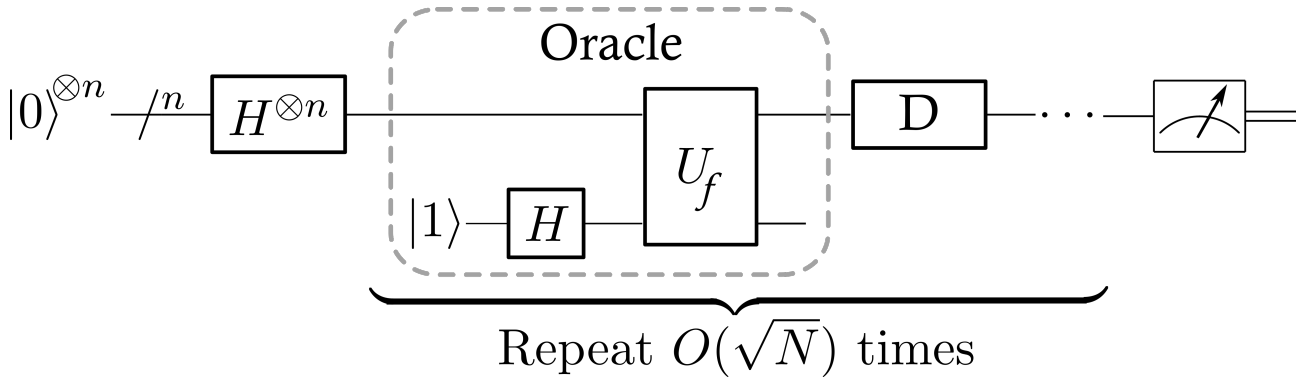 Oracle
|0⟩^{⊗n} n H^{⊗n} U_f D ...
|1⟩ H
Repeat O(√N) times